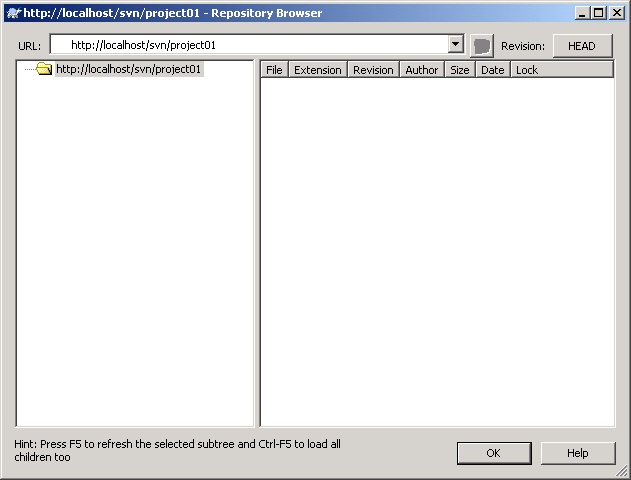 http://localhost/svn/project01 - Repository Browser
URL: http://localhost/svn/project01 Revision: HEAD
http://localhost/svn/project01
File Extension Revision Author Size Date Lock
Hint: Press F5 to refresh the selected subtree and Ctrl-F5 to load all
children too
OK Help